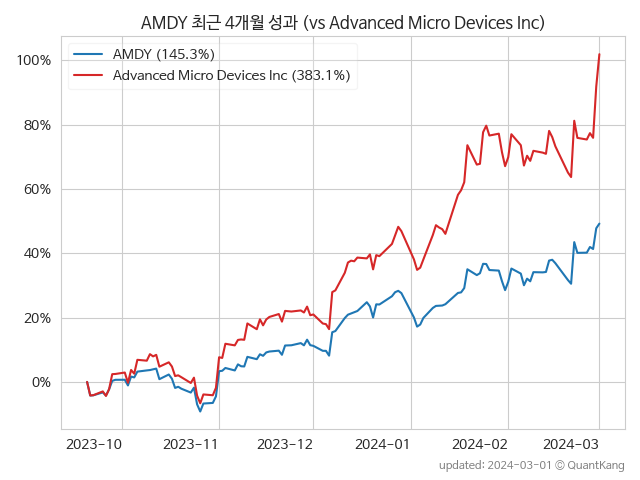 AMDY 최근 4개월 성과 (vs Advanced Micro Devices Inc)
AMDY (145.3%)
Advanced Micro Devices Inc (383.1%)
100%
80%
60%
40%
20%
0%
2023-10 2023-11 2023-12 2024-01 2024-02 2024-03
updated: 2024-03-01 © QuantKang